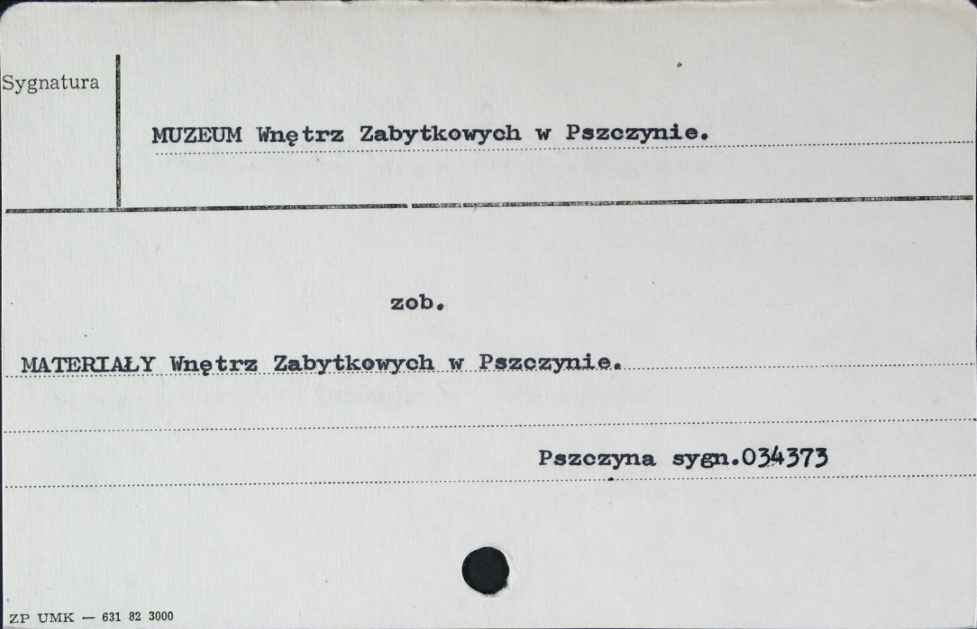 Sygnatura
MUZEUM Wnętrz Zabytkowych w Pszczynie.
zob.
MATERIAŁY Wnętrz Zabytkowych w Pszczynie.
Pszczyna sygn.034373
ZP UMK — 631 82 3000